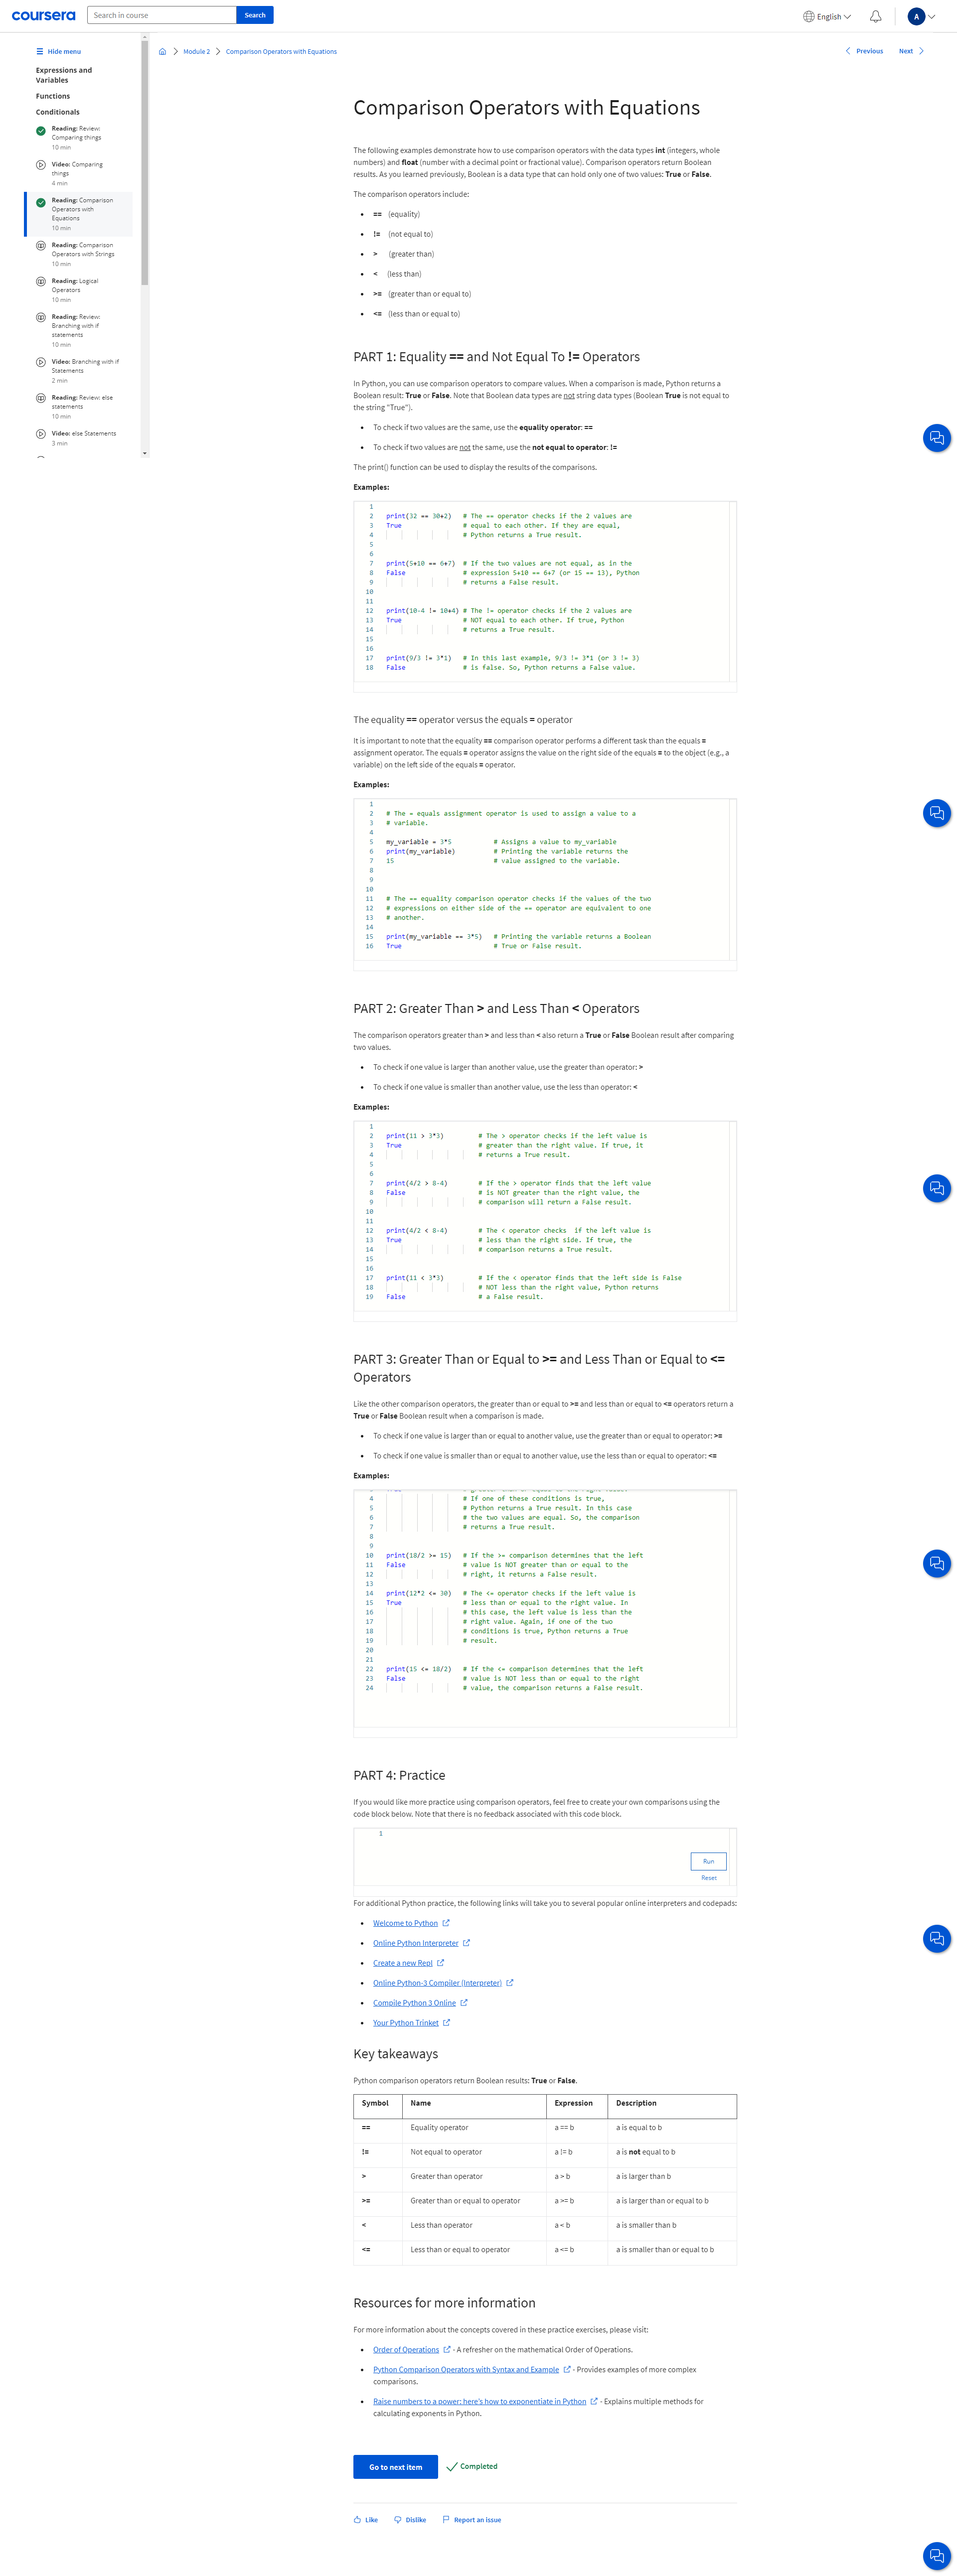 coursera
Search in course
Search
English
A
Hide menu
Expressions and
Variables
Functions
Conditionals
Reading: Review:
Comparing things
10 min
Video: Comparing
things
4 min
Reading: Comparison
Operators with
Equations
10 min
Reading: Comparison
Operators with Strings
10 min
Reading: Logical
Operators
10 min
Reading: Review:
Branching with if
statements
10 min
Video: Branching with if
Statements
2 min
Reading: Review: else
statements
10 min
Video: else Statements
3 min
Module 2
Comparison Operators with Equations
Previous
Next
Comparison Operators with Equations
The following examples demonstrate how to use comparison operators with the data types int (integers, whole
numbers) and float (number with a decimal point or fractional value). Comparison operators return Boolean
results. As you learned previously, Boolean is a data type that can hold only one of two values: True or False.
The comparison operators include:
== (equality)
!= (not equal to)
> (greater than)
< (less than)
>= (greater than or equal to)
<= (less than or equal to)
PART 1: Equality == and Not Equal To != Operators
In Python, you can use comparison operators to compare values. When a comparison is made, Python returns a
Boolean result: True or False. Note that Boolean data types are not string data types (Boolean True is not equal to
the string "True").
To check if two values are the same, use the equality operator: ==
To check if two values are not the same, use the not equal to operator: !=
The print() function can be used to display the results of the comparisons.
Examples:
1
2 print(32 == 30+2) # The == operator checks if the 2 values are
3 True # equal to each other. If they are equal,
4 # Python returns a True result.
5
6
7 print(5+10 == 6+7) # If the two values are not equal, as in the
8 False # expression 5+10 == 6+7 (or 15 == 13), Python
9 # returns a False result.
10
11
12 print(10-4 != 10+4) # The != operator checks if the 2 values are
13 True # NOT equal to each other. If true, Python
14 # returns a True result.
15
16
17 print(9/3 != 3*1) # In this last example, 9/3 != 3*1 (or 3 != 3)
18 False # is false. So, Python returns a False value.
The equality == operator versus the equals = operator
It is important to note that the equality == comparison operator performs a different task than the equals =
assignment operator. The equals = operator assigns the value on the right side of the equals = to the object (e.g., a
variable) on the left side of the equals = operator.
Examples:
1
2 # The = equals assignment operator is used to assign a value to a
3 # variable.
4
5 my_variable = 3*5 # Assigns a value to my_variable
6 print(my_variable) # Printing the variable returns the
7 15 # value assigned to the variable.
8
9
10
11 # The == equality comparison operator checks if the values of the two
12 # expressions on either side of the == operator are equivalent to one
13 # another.
14
15 print(my_variable == 3*5) # Printing the variable returns a Boolean
16 True # True or False result.
PART 2: Greater Than > and Less Than < Operators
The comparison operators greater than > and less than < also return a True or False Boolean result after comparing
two values.
To check if one value is larger than another value, use the greater than operator: >
To check if one value is smaller than another value, use the less than operator: <
Examples:
1
2 print(11 > 3*3) # The > operator checks if the left value is
3 True # greater than the right value. If true, it
4 # returns a True result.
5
6
7 print(4/2 > 8-4) # If the > operator finds that the left value
8 False # is NOT greater than the right value, the
9 # comparison will return a False result.
10
11
12 print(4/2 < 8-4) # The < operator checks  if the left value is
13 True # less than the right side. If true, the
14 # comparison returns a True result.
15
16
17 print(11 < 3*3) # If the < operator finds that the left side is False
18 # NOT less than the right value, Python returns
19 False # a False result.
PART 3: Greater Than or Equal to >= and Less Than or Equal to <=
Operators
Like the other comparison operators, the greater than or equal to >= and less than or equal to <= operators return a
True or False Boolean result when a comparison is made.
To check if one value is larger than or equal to another value, use the greater than or equal to operator: >=
To check if one value is smaller than or equal to another value, use the less than or equal to operator: <=
Examples:
4 # If one of these conditions is true,
5 # Python returns a True result. In this case
6 # the two values are equal. So, the comparison
7 # returns a True result.
8
9
10 print(18/2 >= 15) # If the >= comparison determines that the left
11 False # value is NOT greater than or equal to the
12 # right, it returns a False result.
13
14 print(12*2 <= 30) # The <= operator checks if the left value is
15 True # less than or equal to the right value. In
16 # this case, the left value is less than the
17 # right value. Again, if one of the two
18 # conditions is true, Python returns a True
19 # result.
20
21
22 print(15 <= 18/2) # If the <= comparison determines that the left
23 False # value is NOT less than or equal to the right
24 # value, the comparison returns a False result.
PART 4: Practice
If you would like more practice using comparison operators, feel free to create your own comparisons using the
code block below. Note that there is no feedback associated with this code block.
1
Run
Reset
For additional Python practice, the following links will take you to several popular online interpreters and codepads:
Welcome to Python
Online Python Interpreter
Create a new Repl
Online Python-3 Compiler (Interpreter)
Compile Python 3 Online
Your Python Trinket
Key takeaways
Python comparison operators return Boolean results: True or False.
Symbol Name Expression Description
== Equality operator a == b a is equal to b
!= Not equal to operator a != b a is not equal to b
> Greater than operator a > b a is larger than b
>= Greater than or equal to operator a >= b a is larger than or equal to b
< Less than operator a < b a is smaller than b
<= Less than or equal to operator a <= b a is smaller than or equal to b
Resources for more information
For more information about the concepts covered in these practice exercises, please visit:
Order of Operations - A refresher on the mathematical Order of Operations.
Python Comparison Operators with Syntax and Example - Provides examples of more complex
comparisons.
Raise numbers to a power: here's how to exponentiate in Python - Explains multiple methods for
calculating exponents in Python.
Go to next item
Completed
Like
Dislike
Report an issue